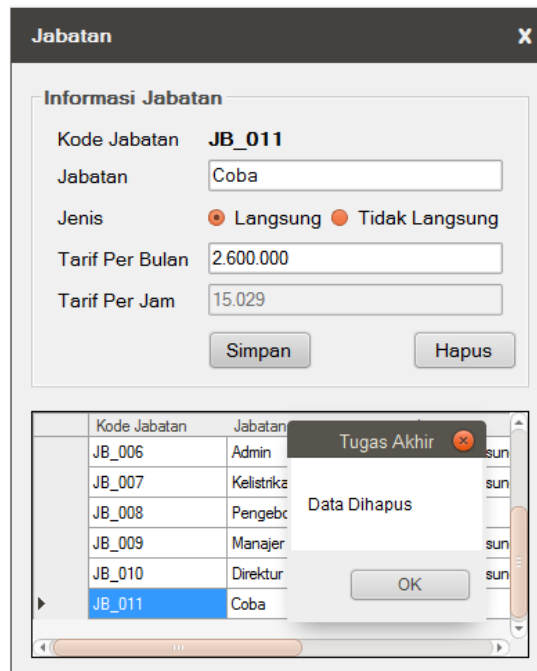 Jabatan X
Informasi Jabatan
Kode Jabatan JB_011
Jabatan Coba
Jenis Langsung Tidak Langsung
Tarif Per Bulan 2.600.000
Tarif Per Jam 15.029
Simpan Hapus
Kode Jabatan Jabatan
JB_006 Admin
JB_007
JB_008
JB_009 Manajer
JB_010 Direktur
JB_011 Coba
Tugas Akhir
Data Dihapus
OK